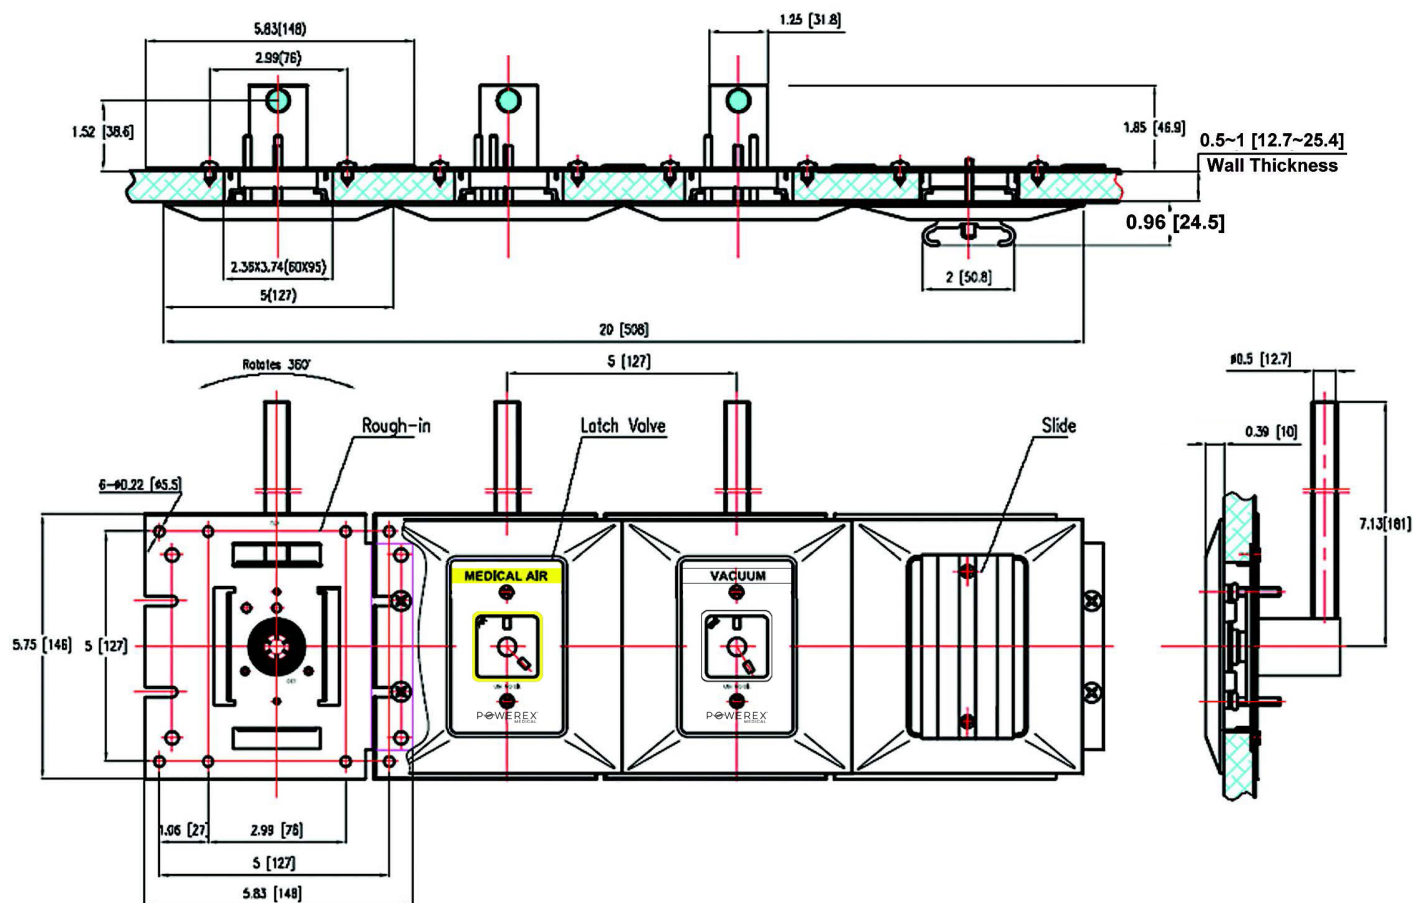 5.83(148)
2.99(76)
1.25 [31.8]
1.52 [38.6]
1.85 [46.9]
0.5~1 [12.7~25.4]
Wall Thickness
0.96 [24.5]
2.36X3.74(60X95)
2 [50.8]
5(127)
20 [508]
Rotates 360°
5 [127]
ø0.5 [12.7]
Rough-in
Latch Valve
Slide
0.39 [10]
6-ø0.22 [ø5.5]
7.13[181]
MEDICAL AIR
VACUUM
5.75 [146]
5 [127]
POWEREX
MEDICAL
POWEREX
MEDICAL
1.06 [27]
2.99 [76]
5 [127]
5.83 [148]